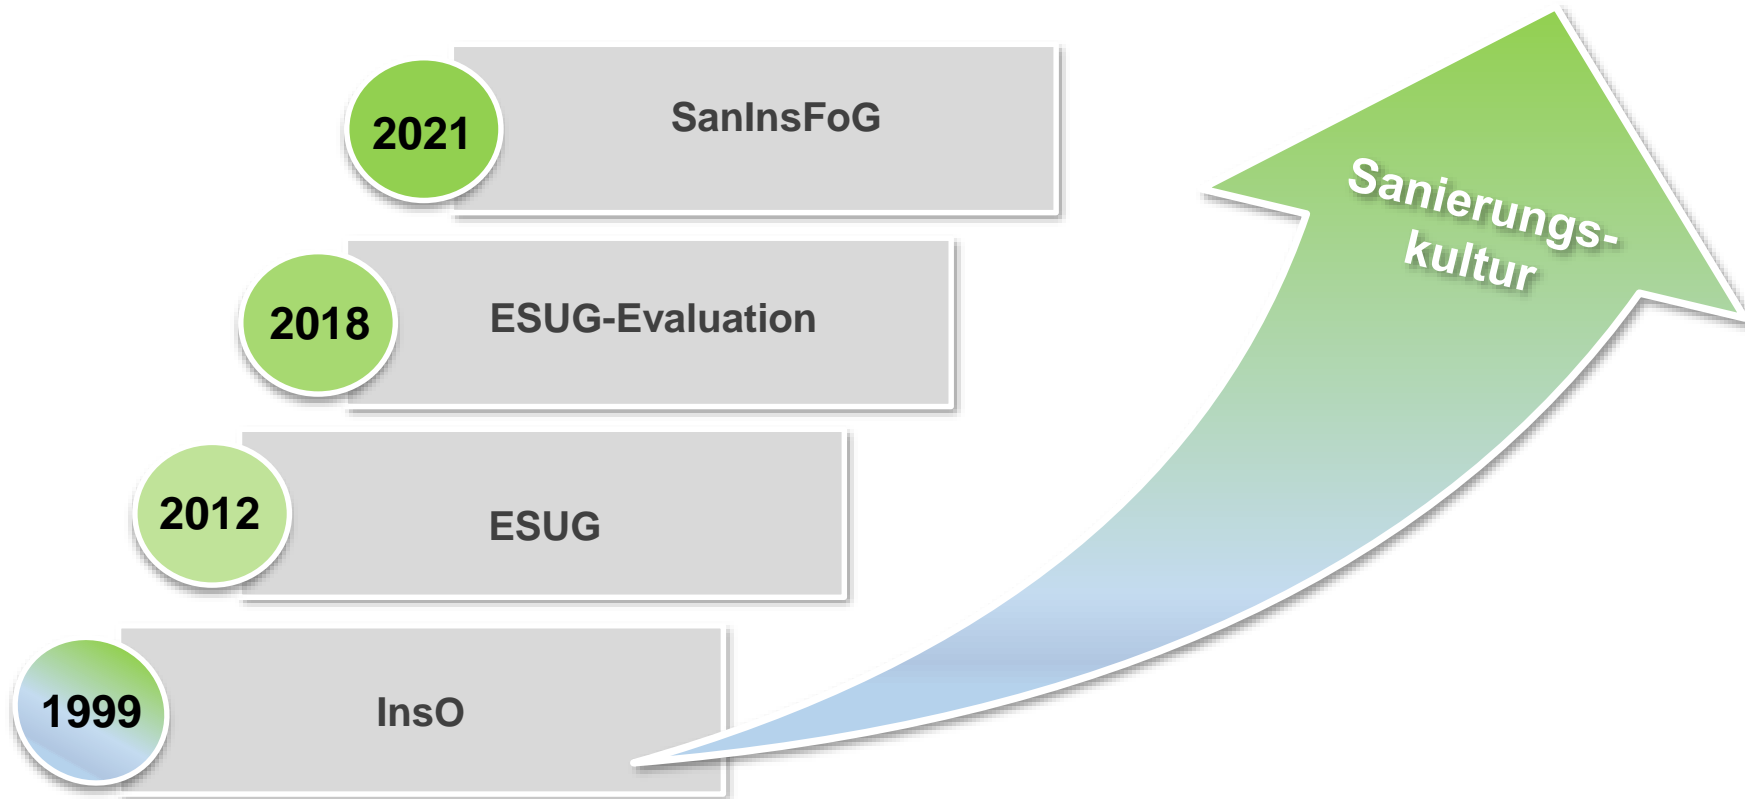 2021
SanInsFoG
2018
ESUG-Evaluation
2012
ESUG
1999
InsO
Sanierungs-
kultur